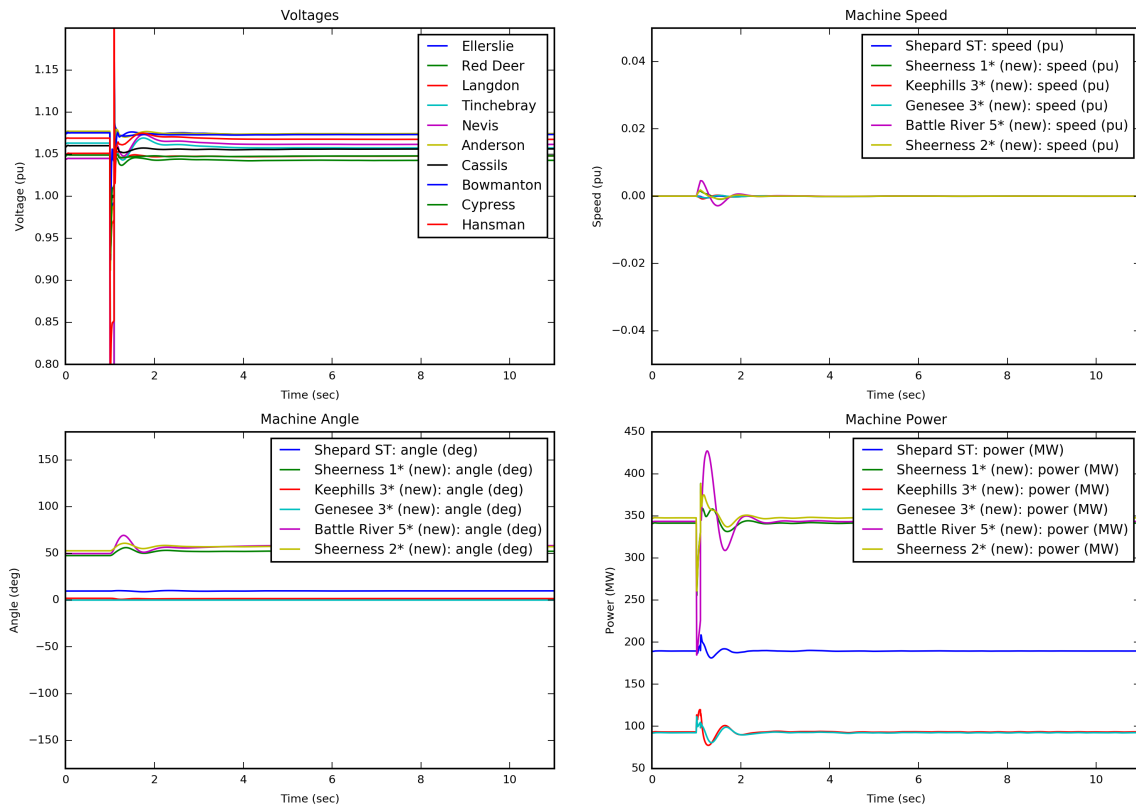 Voltages
1.15
1.10
1.05
1.00
0.95
0.90
0.85
0.80
Voltage (pu)
0
2
4
6
8
10
Time (sec)
Ellerslie
Red Deer
Langdon
Tinchebray
Nevis
Anderson
Cassils
Bowmanton
Cypress
Hansman
Machine Speed
0.04
0.02
0.00
−0.02
−0.04
Speed (pu)
0
2
4
6
8
10
Time (sec)
Shepard ST: speed (pu)
Sheerness 1* (new): speed (pu)
Keephills 3* (new): speed (pu)
Genesee 3* (new): speed (pu)
Battle River 5* (new): speed (pu)
Sheerness 2* (new): speed (pu)
Machine Angle
150
100
50
0
−50
−100
−150
Angle (deg)
0
2
4
6
8
10
Time (sec)
Shepard ST: angle (deg)
Sheerness 1* (new): angle (deg)
Keephills 3* (new): angle (deg)
Genesee 3* (new): angle (deg)
Battle River 5* (new): angle (deg)
Sheerness 2* (new): angle (deg)
Machine Power
450
400
350
300
250
200
150
100
50
Power (MW)
0
2
4
6
8
10
Time (sec)
Shepard ST: power (MW)
Sheerness 1* (new): power (MW)
Keephills 3* (new): power (MW)
Genesee 3* (new): power (MW)
Battle River 5* (new): power (MW)
Sheerness 2* (new): power (MW)